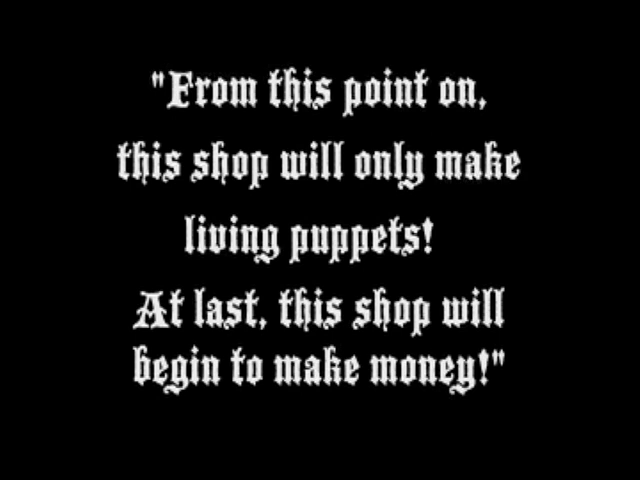 "From this point on,
this shop will only make
living puppets!
At last, this shop will
begin to make money!"